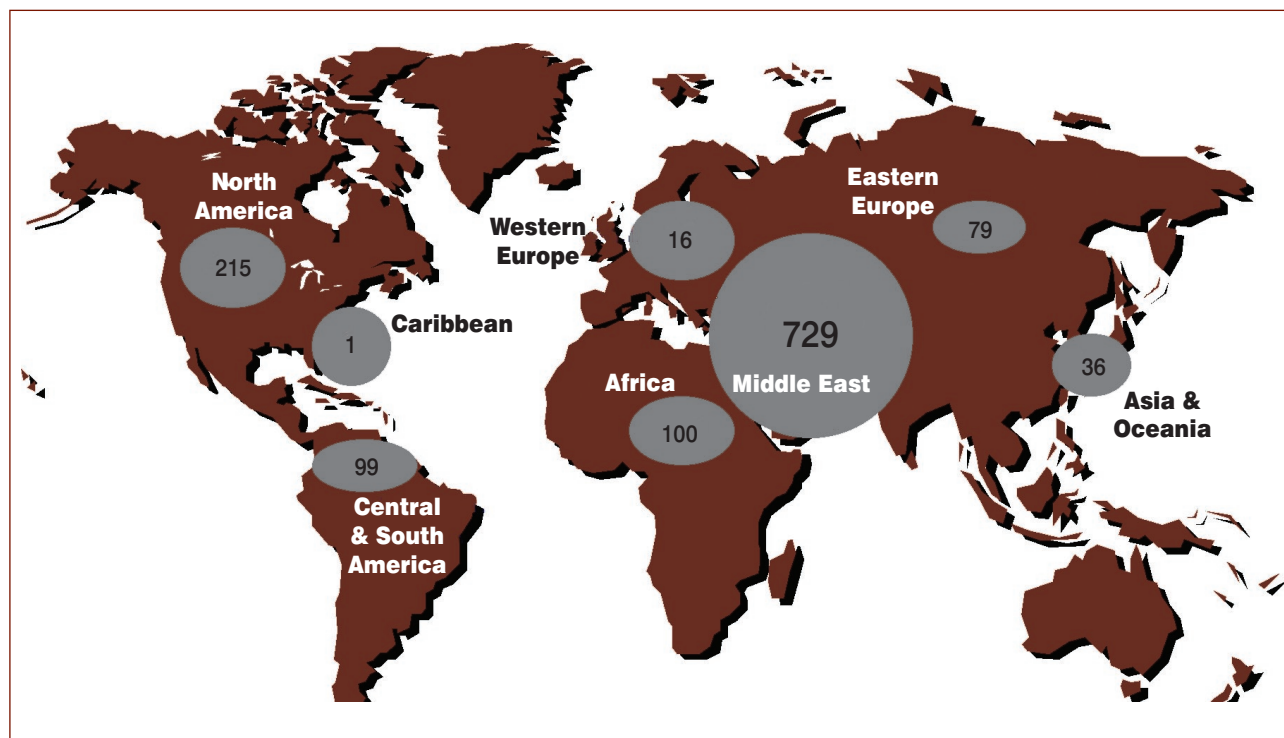 North
America
215
Caribbean
1
Central
& South
America
99
Western
Europe
16
Eastern
Europe
79
Africa
100
729
Middle East
36
Asia &
Oceania